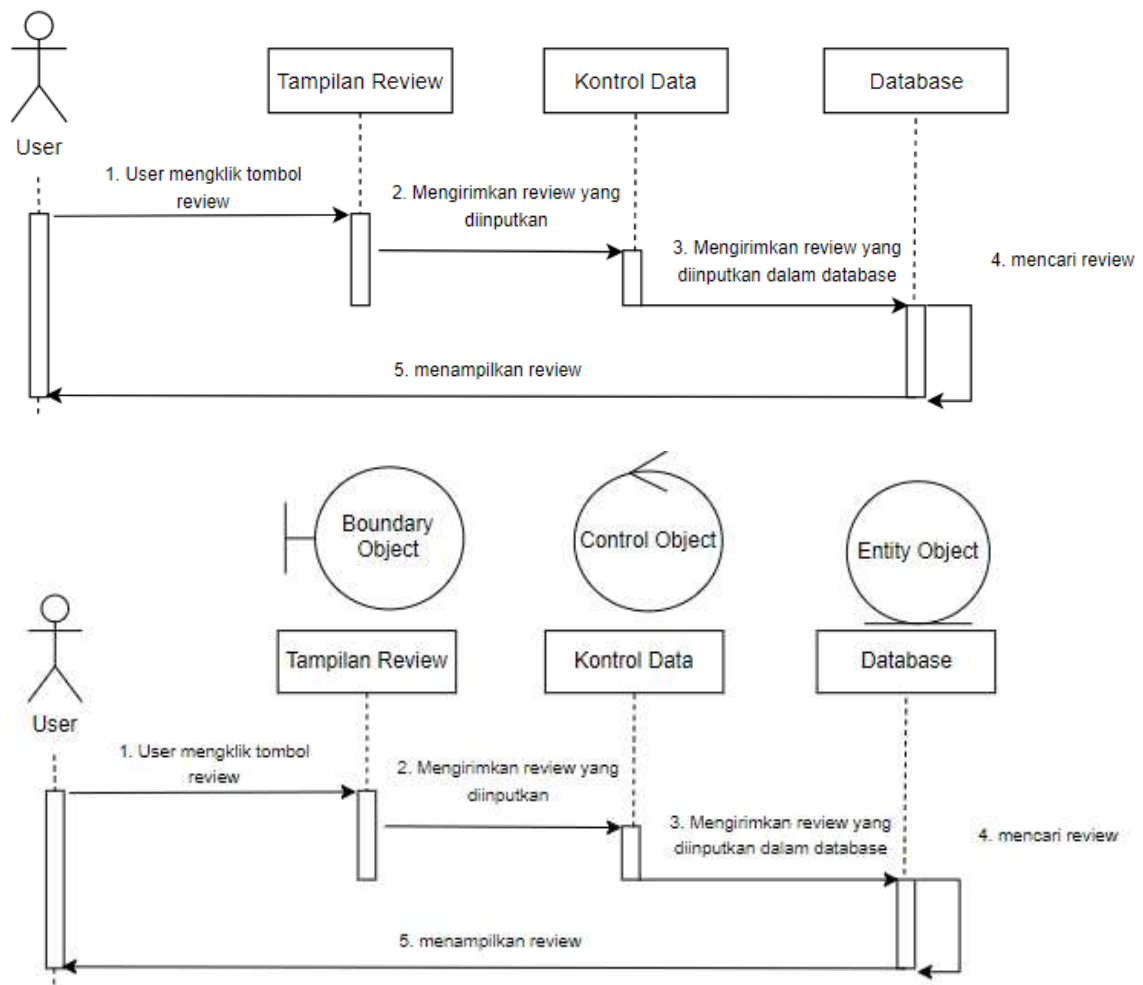 Tampilan Review
Kontrol Data
Database
User
1. User mengklik tombol
review
2. Mengirimkan review yang
diinputkan
3. Mengirimkan review yang
diinputkan dalam database
4. mencari review
5. menampilkan review
Boundary
Object
Control Object
Entity Object
Tampilan Review
Kontrol Data
Database
User
1. User mengklik tombol
review
2. Mengirimkan review yang
diinputkan
3. Mengirimkan review yang
diinputkan dalam database
4. mencari review
5. menampilkan review